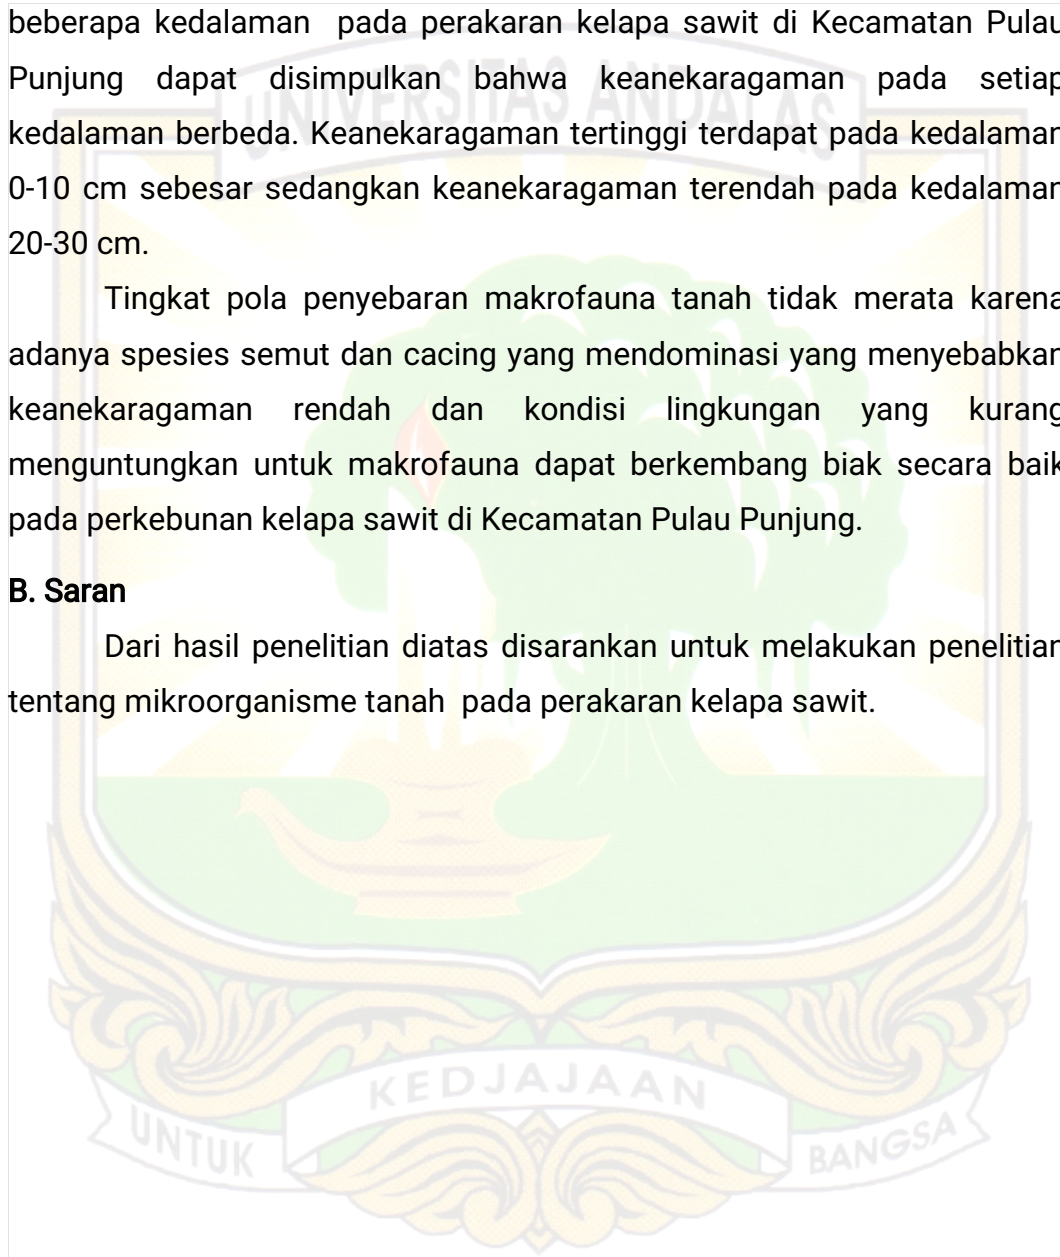 beberapa kedalaman pada perakaran kelapa sawit di Kecamatan Pulau
Punjung dapat disimpulkan bahwa keanekaragaman pada setiap
kedalaman berbeda. Keanekaragaman tertinggi terdapat pada kedalaman
0-10 cm sebesar sedangkan keanekaragaman terendah pada kedalaman
20-30 cm.
Tingkat pola penyebaran makrofauna tanah tidak merata karena
adanya spesies semut dan cacing yang mendominasi yang menyebabkan
keanekaragaman rendah dan kondisi lingkungan yang kurang
menguntungkan untuk makrofauna dapat berkembang biak secara baik
pada perkebunan kelapa sawit di Kecamatan Pulau Punjung.
B. Saran
Dari hasil penelitian diatas disarankan untuk melakukan penelitian
tentang mikroorganisme tanah pada perakaran kelapa sawit.
UNIVERSITAS ANDALAS
UNTUK KEDJAJAAN BANGSA